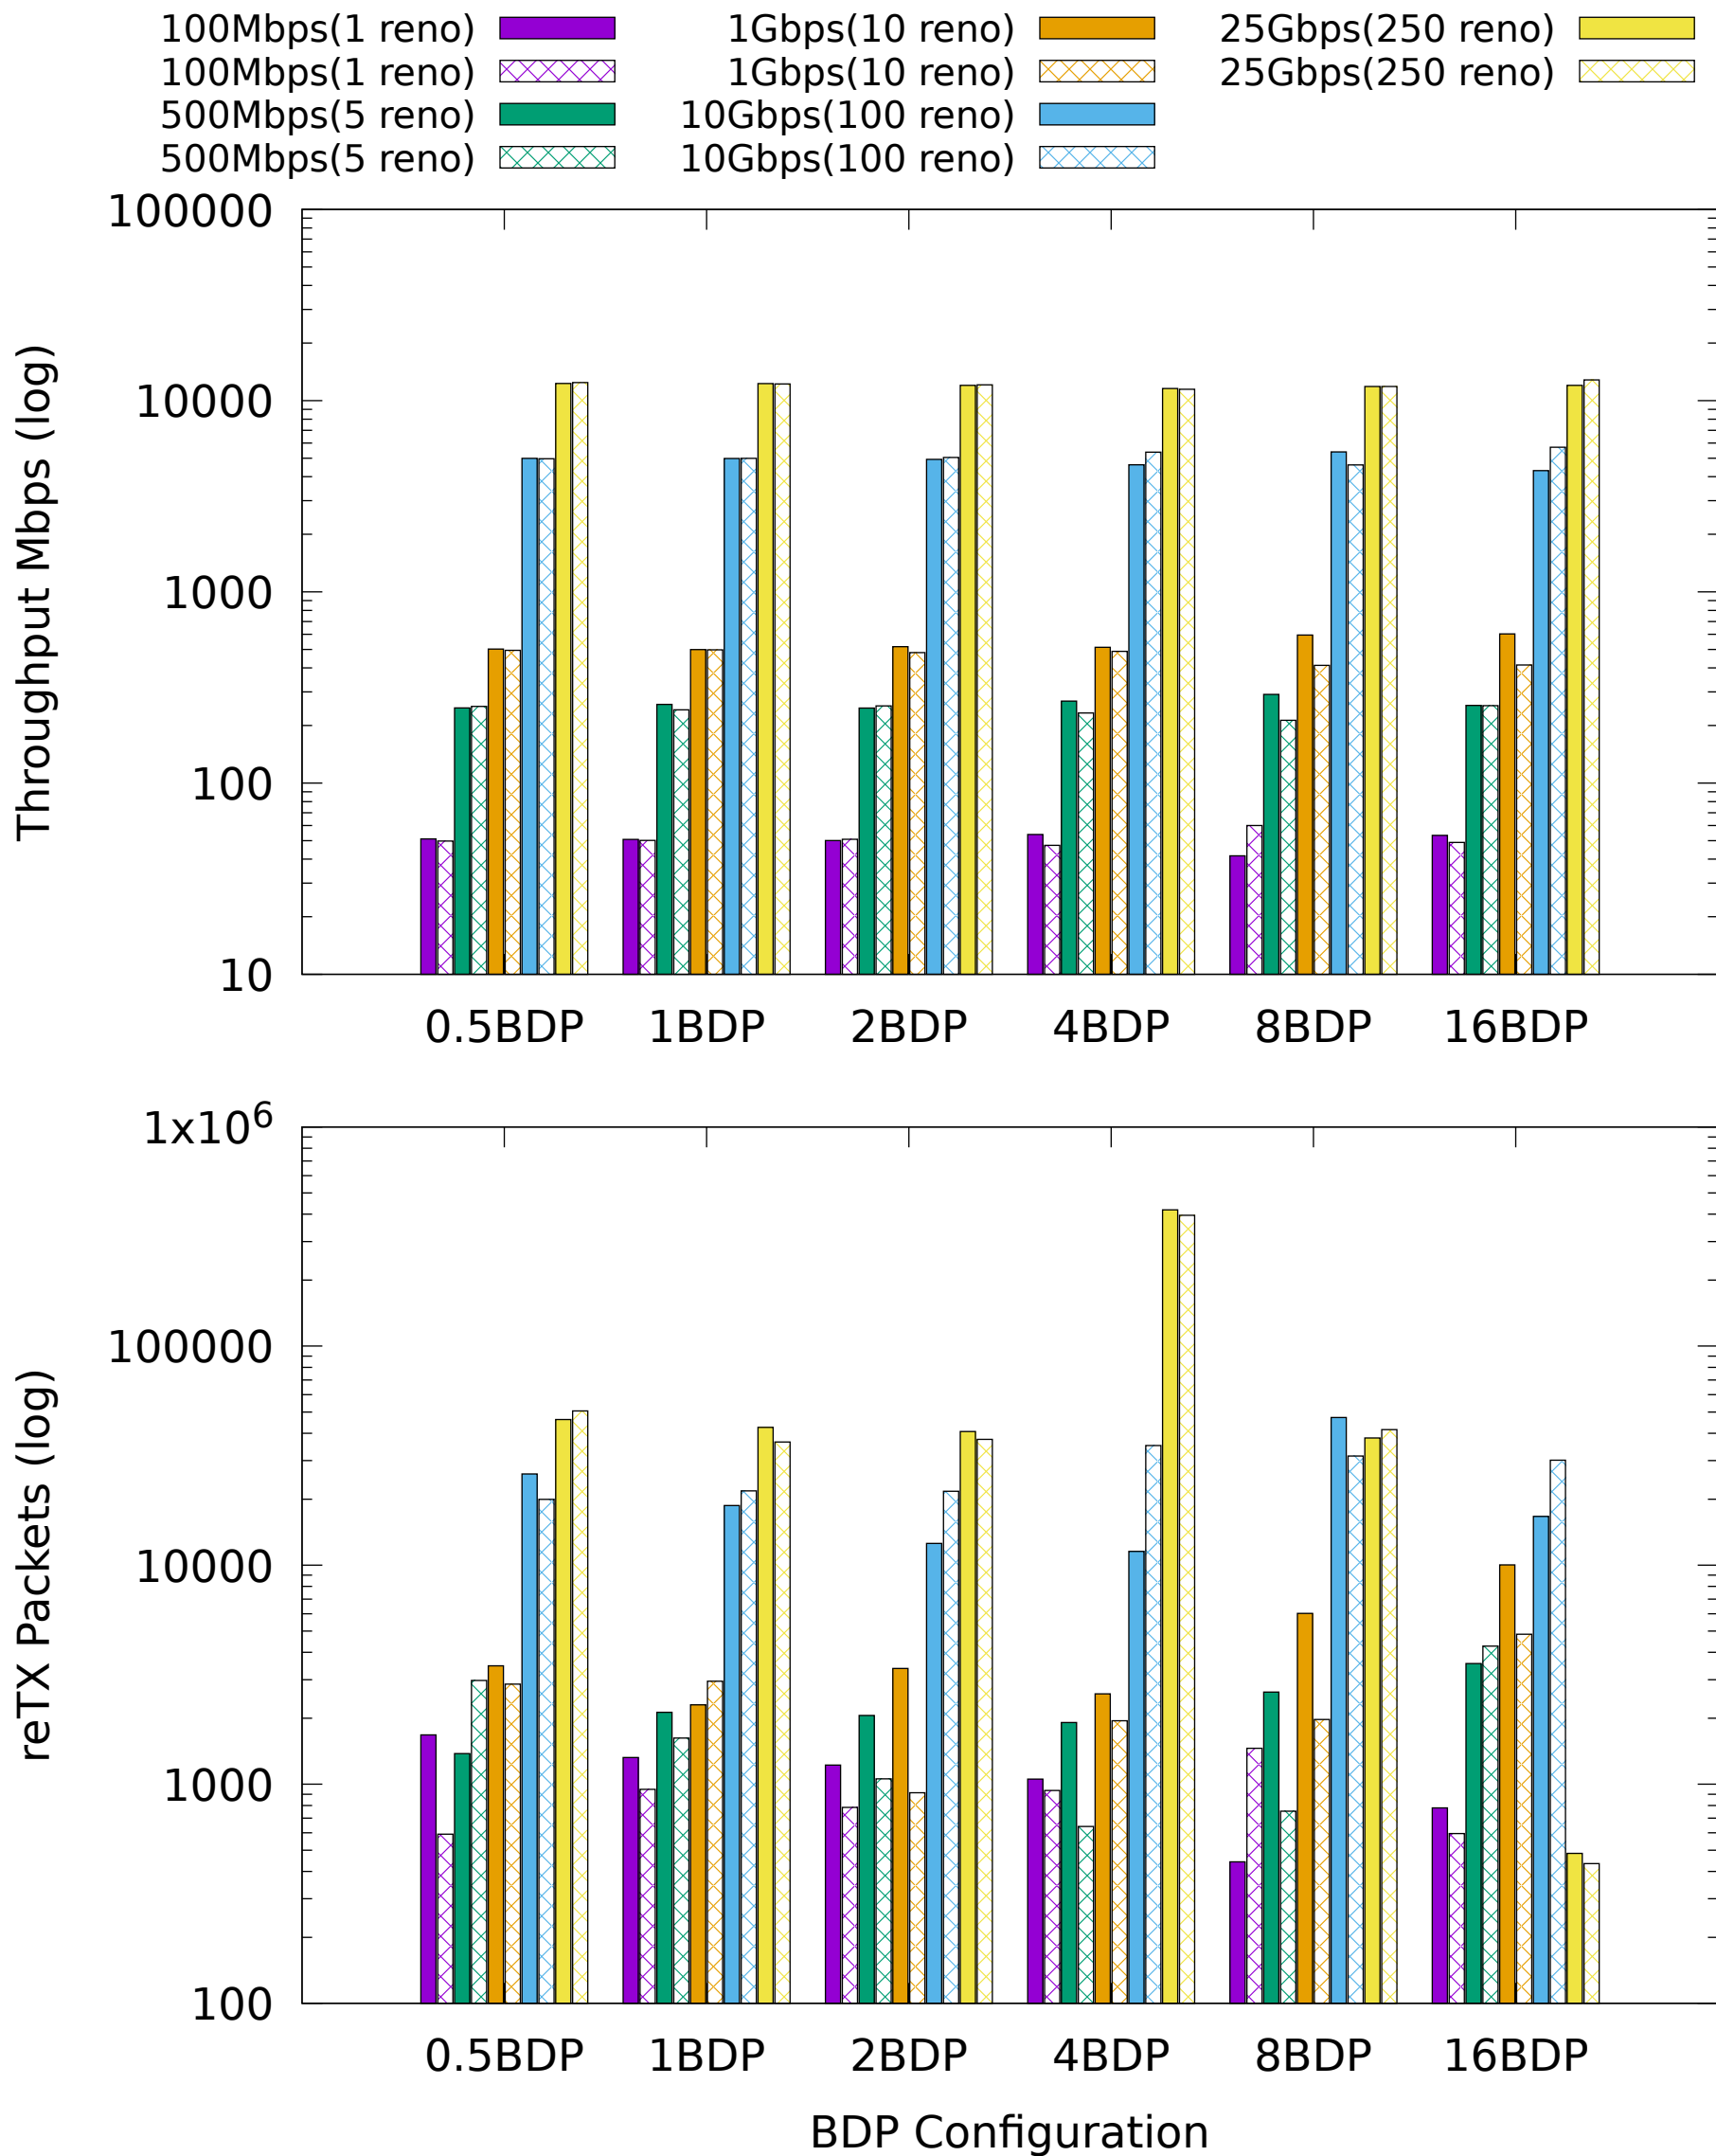 100Mbps(1 reno)
100Mbps(1 reno)
500Mbps(5 reno)
500Mbps(5 reno)
1Gbps(10 reno)
1Gbps(10 reno)
10Gbps(100 reno)
10Gbps(100 reno)
25Gbps(250 reno)
25Gbps(250 reno)
Throughput Mbps (log)
100000
10000
1000
100
10
0.5BDP 1BDP 2BDP 4BDP 8BDP 16BDP
reTX Packets (log)
1x10⁶
100000
10000
1000
100
0.5BDP 1BDP 2BDP 4BDP 8BDP 16BDP
BDP Configuration